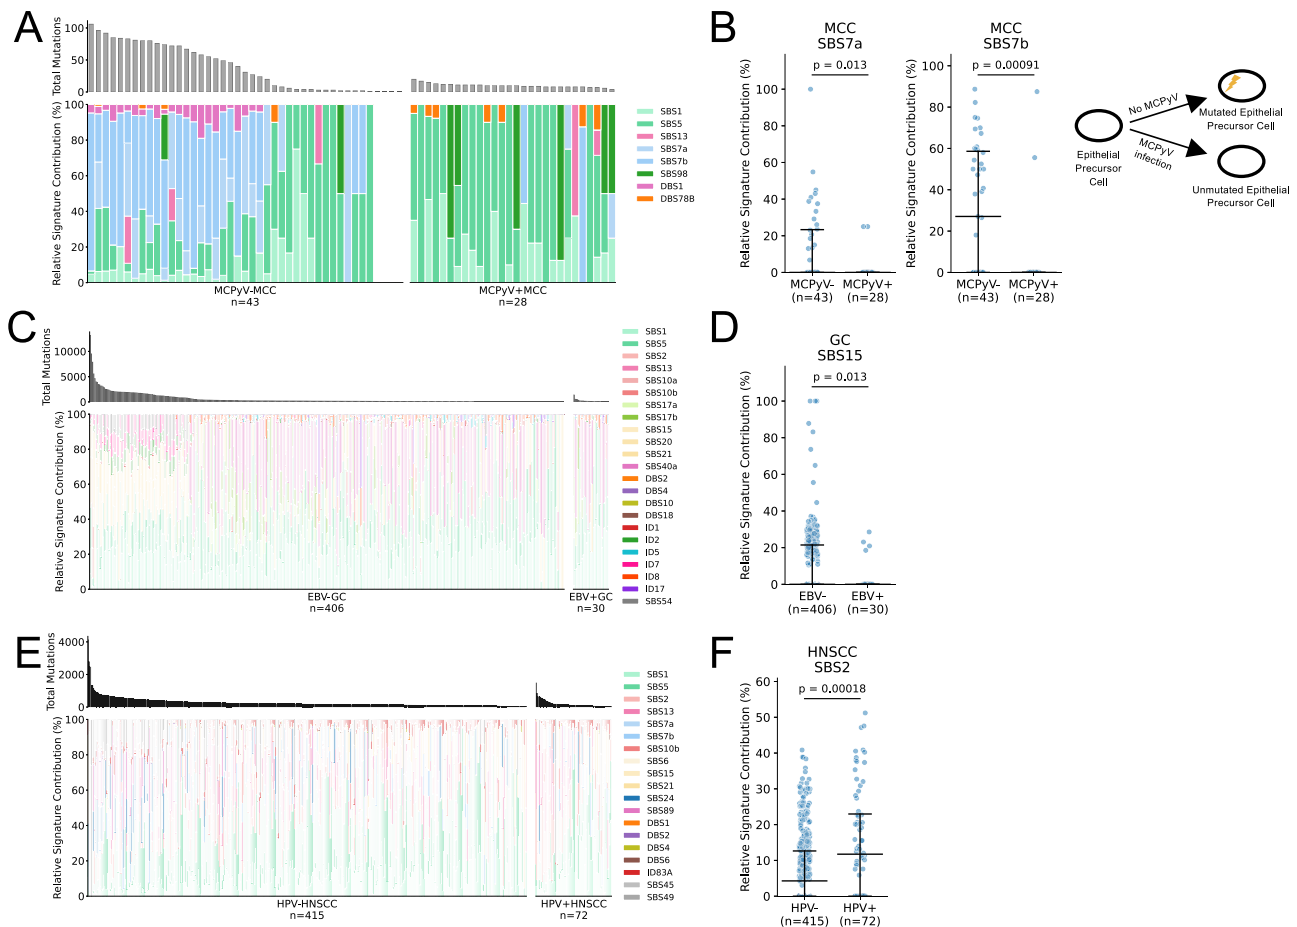 A
Total Mutations
100
50
0
Relative Signature Contribution (%)
100
80
60
40
20
0
MCPyV-MCC
n=43
MCPyV+MCC
n=28
SBS1
SBS5
SBS13
SBS7a
SBS7b
SBS98
DBS1
DBS78B
B
MCC
SBS7a
p = 0.013
Relative Signature Contribution (%)
100
80
60
40
20
0
MCPyV-
(n=43)
MCPyV+
(n=28)
MCC
SBS7b
p = 0.00091
Relative Signature Contribution (%)
100
80
60
40
20
0
MCPyV-
(n=43)
MCPyV+
(n=28)
Epithelial
Precursor
Cell
No MCPyV
MCPyV
infection
Mutated Epithelial
Precursor Cell
Unmutated Epithelial
Precursor Cell
C
Total Mutations
10000
5000
0
Relative Signature Contribution (%)
100
80
60
40
20
0
EBV-GC
n=406
EBV+GC
n=30
SBS1
SBS5
SBS2
SBS13
SBS10a
SBS10b
SBS17a
SBS17b
SBS15
SBS20
SBS21
SBS40a
DBS2
DBS4
DBS10
DBS18
ID1
ID2
ID5
ID7
ID8
ID17
SBS54
D
GC
SBS15
p = 0.013
Relative Signature Contribution (%)
100
80
60
40
20
0
EBV-
(n=406)
EBV+
(n=30)
E
Total Mutations
4000
2000
0
Relative Signature Contribution (%)
100
80
60
40
20
0
HPV-HNSCC
n=415
HPV+HNSCC
n=72
SBS1
SBS5
SBS2
SBS13
SBS7a
SBS7b
SBS10b
SBS6
SBS15
SBS21
SBS24
SBS89
DBS1
DBS2
DBS4
DBS6
ID83A
SBS45
SBS49
F
HNSCC
SBS2
p = 0.00018
Relative Signature Contribution (%)
60
50
40
30
20
10
0
HPV-
(n=415)
HPV+
(n=72)